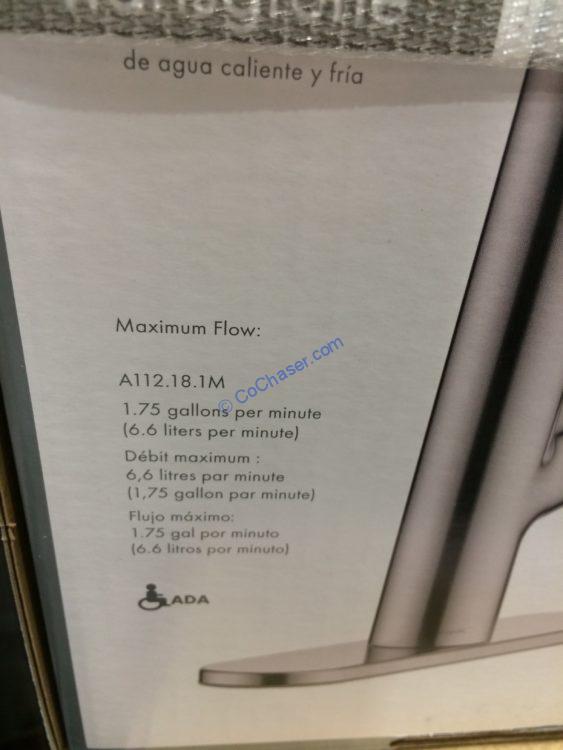 de agua caliente y fría
Maximum Flow:
A112.18.1M
1.75 gallons per minute
(6.6 liters per minute)
Débit maximum :
6,6 litres par minute
(1,75 gallon par minute)
Flujo máximo:
1.75 gal por minuto
(6.6 litros por minuto)
ADA
© CoChaser.com